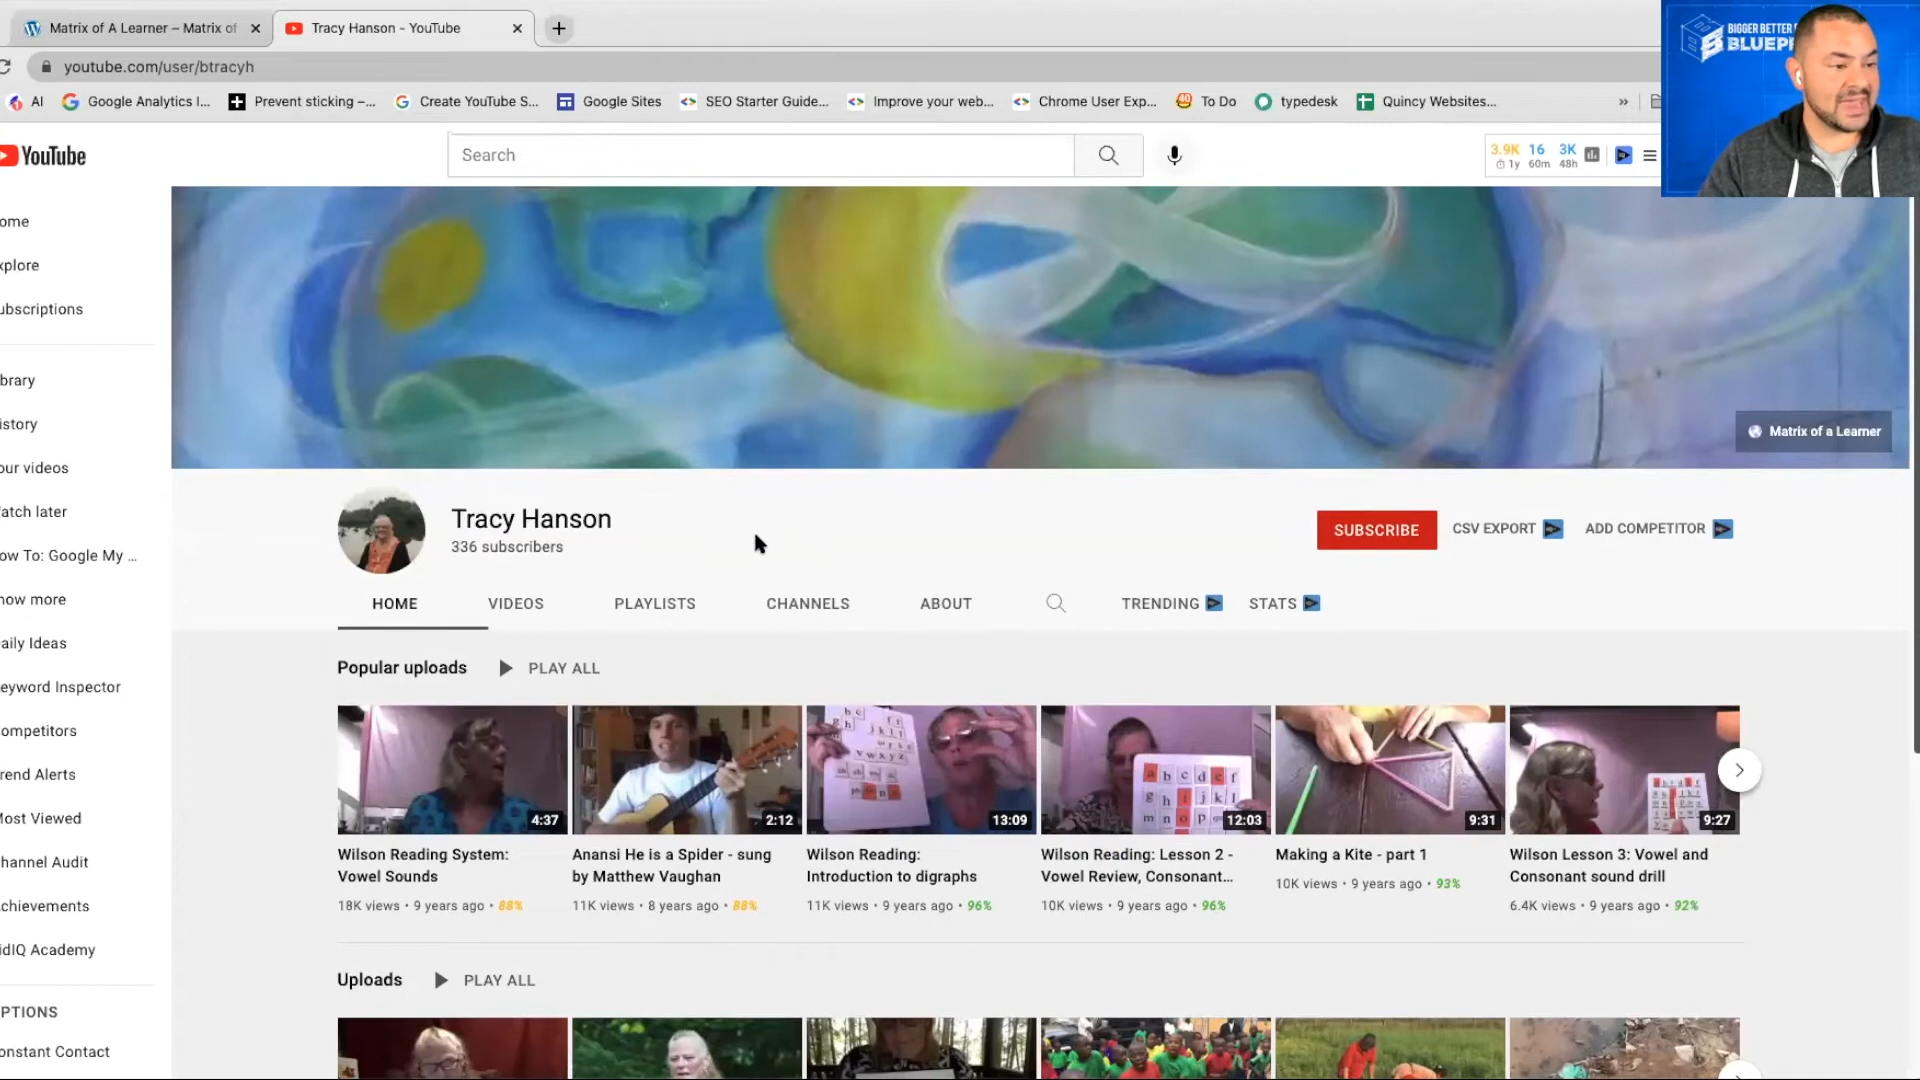 Matrix of A Learner – Matrix of
Tracy Hanson - YouTube
youtube.com/user/btracyh
AI
Google Analytics I...
Prevent sticking –...
Create YouTube S...
Google Sites
SEO Starter Guide...
Improve your web...
Chrome User Exp...
To Do
typedesk
Quincy Websites...
»
BIGGER BETTER
YouTube
Search
3.9K 16 3K
1y 60m 48h
ome
xplore
ubscriptions
ibrary
istory
our videos
atch later
ow To: Google My ...
how more
aily Ideas
eyword Inspector
ompetitors
rend Alerts
Most Viewed
hannel Audit
chievements
idIQ Academy
PTIONS
onstant Contact
Matrix of a Learner
Tracy Hanson
336 subscribers
SUBSCRIBE
CSV EXPORT
ADD COMPETITOR
HOME
VIDEOS
PLAYLISTS
CHANNELS
ABOUT
TRENDING
STATS
Popular uploads
PLAY ALL
4:37
2:12
13:09
a b c d e f
g h i j k l
m n o p
12:03
9:31
9:27
Wilson Reading System:
Vowel Sounds
18K views • 9 years ago • 88%
Anansi He is a Spider - sung
by Matthew Vaughan
11K views • 8 years ago • 88%
Wilson Reading:
Introduction to digraphs
11K views • 9 years ago • 96%
Wilson Reading: Lesson 2 -
Vowel Review, Consonant...
10K views • 9 years ago • 96%
Making a Kite - part 1
10K views • 9 years ago • 93%
Wilson Lesson 3: Vowel and
Consonant sound drill
6.4K views • 9 years ago • 92%
Uploads
PLAY ALL